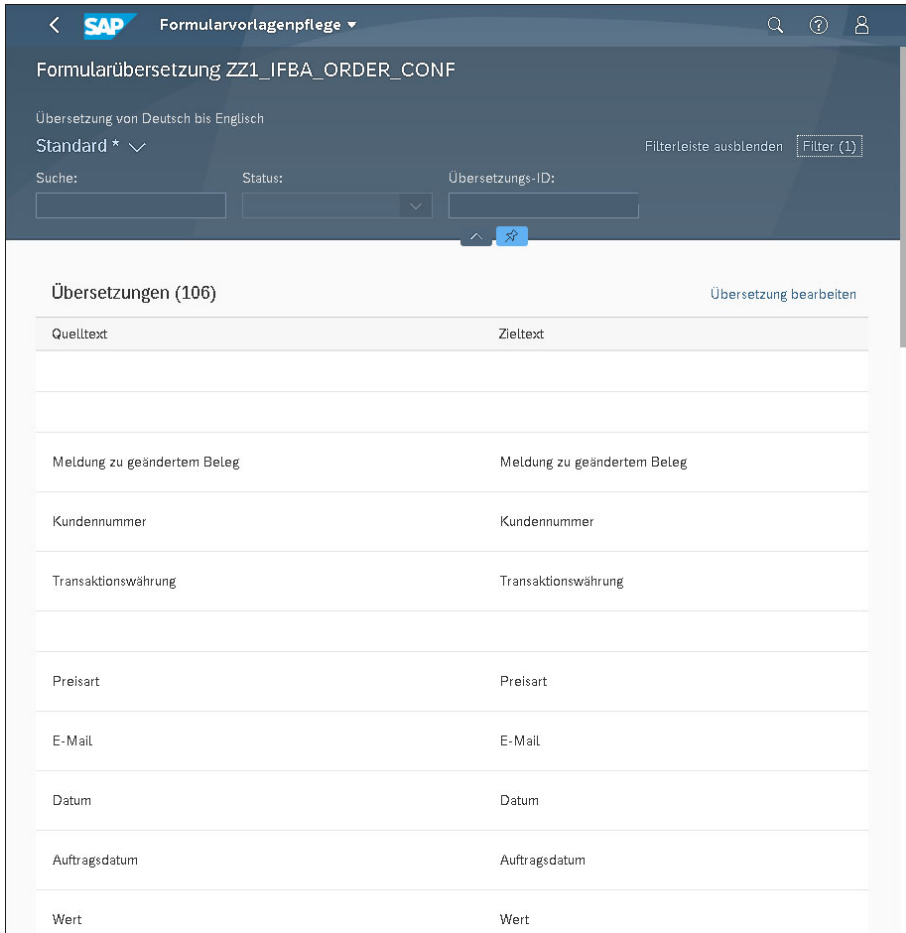 SAP Formularvorlagenpflege
Formularübersetzung ZZ1_IFBA_ORDER_CONF
Übersetzung von Deutsch bis Englisch
Standard *
Filterleiste ausblenden Filter (1)
Suche: Status: Übersetzungs-ID:
Übersetzungen (106) Übersetzung bearbeiten
Quelltext Zieltext
Meldung zu geändertem Beleg Meldung zu geändertem Beleg
Kundennummer Kundennummer
Transaktionswährung Transaktionswährung
Preisart Preisart
E-Mail E-Mail
Datum Datum
Auftragsdatum Auftragsdatum
Wert Wert